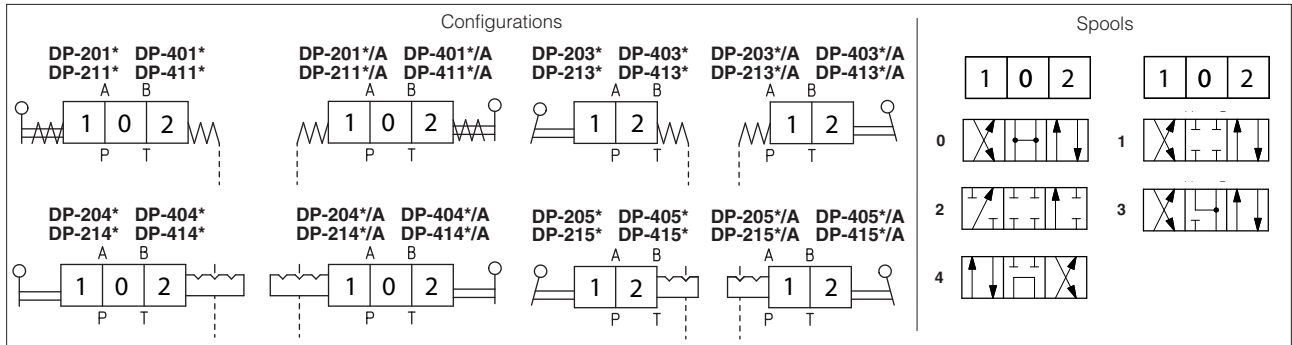 Configurations
Spools
DP-201* DP-401*
DP-211* DP-411*
A B
1 0 2
P T
DP-201*/A DP-401*/A
DP-211*/A DP-411*/A
A B
1 0 2
P T
DP-203* DP-403*
DP-213* DP-413*
A B
1 2
P T
DP-203*/A DP-403*/A
DP-213*/A DP-413*/A
A B
1 2
P T
DP-204* DP-404*
DP-214* DP-414*
A B
1 0 2
P T
DP-204*/A DP-404*/A
DP-214*/A DP-414*/A
A B
1 0 2
P T
DP-205* DP-405*
DP-215* DP-415*
A B
1 2
P T
DP-205*/A DP-405*/A
DP-215*/A DP-415*/A
A B
1 2
P T
1 0 2
1 0 2
0
1
2
3
4